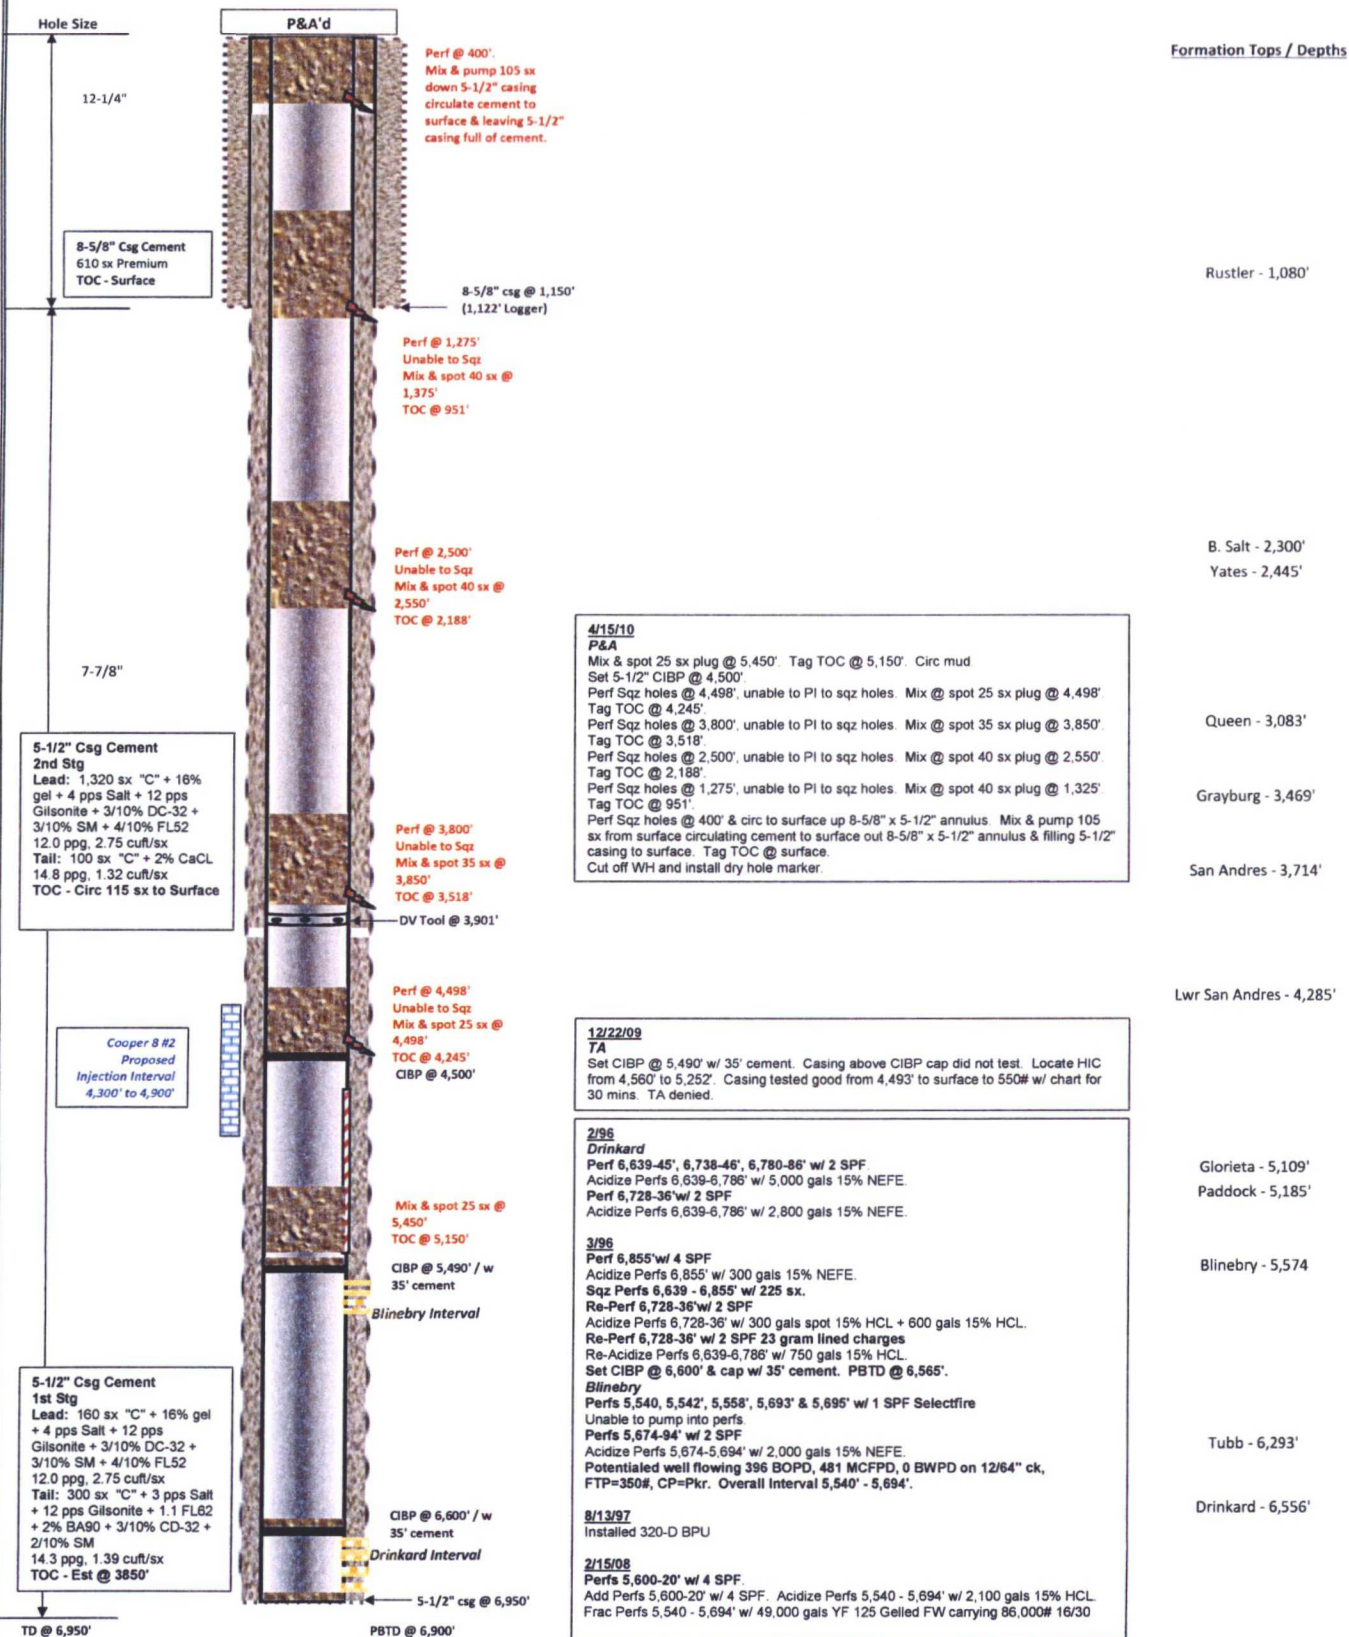 Hole Size
P&A'd
Formation Tops / Depths
12-1/4"
Perf @ 400'.
Mix & pump 105 sx
down 5-1/2" casing
circulate cement to
surface & leaving 5-1/2"
casing full of cement.
8-5/8" Csg Cement
610 sx Premium
TOC - Surface
Rustler - 1,080'
8-5/8" csg @ 1,150'
(1,122' Logger)
Perf @ 1,275'
Unable to Sqz
Mix & spot 40 sx @
1,375'
TOC @ 951'
B. Salt - 2,300'
Yates - 2,445'
Perf @ 2,500'
Unable to Sqz
Mix & spot 40 sx @
2,550'
TOC @ 2,188'
7-7/8"
4/15/10
P&A
Mix & spot 25 sx plug @ 5,450'. Tag TOC @ 5,150'. Circ mud
Set 5-1/2" CIBP @ 4,500'.
Perf Sqz holes @ 4,498', unable to PI to sqz holes. Mix @ spot 25 sx plug @ 4,498'.
Tag TOC @ 4,245'.
Perf Sqz holes @ 3,800', unable to PI to sqz holes. Mix @ spot 35 sx plug @ 3,850'.
Tag TOC @ 3,518'.
Perf Sqz holes @ 2,500', unable to PI to sqz holes. Mix @ spot 40 sx plug @ 2,550'.
Tag TOC @ 2,188'.
Perf Sqz holes @ 1,275', unable to PI to sqz holes. Mix @ spot 40 sx plug @ 1,325'.
Tag TOC @ 951'.
Perf Sqz holes @ 400' & circ to surface up 8-5/8" x 5-1/2" annulus. Mix & pump 105
sx from surface circulating cement to surface out 8-5/8" x 5-1/2" annulus & filling 5-1/2"
casing to surface. Tag TOC @ surface.
Cut off WH and install dry hole marker.
Queen - 3,083'
Grayburg - 3,469'
San Andres - 3,714'
5-1/2" Csg Cement
2nd Stg
Lead: 1,320 sx "C" + 16%
gel + 4 pps Salt + 12 pps
Gilsonite + 3/10% DC-32 +
3/10% SM + 4/10% FL52
12.0 ppg, 2.75 cuft/sx
Tail: 100 sx "C" + 2% CaCL
14.8 ppg, 1.32 cuft/sx
TOC - Circ 115 sx to Surface
Perf @ 3,800'
Unable to Sqz
Mix & spot 35 sx @
3,850'
TOC @ 3,518'
DV Tool @ 3,901'
Lwr San Andres - 4,285'
Perf @ 4,498'
Unable to Sqz
Mix & spot 25 sx @
4,498'
TOC @ 4,245'
CIBP @ 4,500'
Cooper 8 #2
Proposed
Injection Interval
4,300' to 4,900'
12/22/09
TA
Set CIBP @ 5,490' w/ 35' cement. Casing above CIBP cap did not test. Locate HIC
from 4,560' to 5,252'. Casing tested good from 4,493' to surface to 550# w/ chart for
30 mins. TA denied.
Mix & spot 25 sx @
5,450'
TOC @ 5,150'
CIBP @ 5,490' / w
35' cement
Blinebry Interval
Glorieta - 5,109'
Paddock - 5,185'
Blinebry - 5,574
2/96
Drinkard
Perf 6,639-45', 6,738-46', 6,780-86' w/ 2 SPF.
Acidize Perfs 6,639-6,786' w/ 5,000 gals 15% NEFE.
Perf 6,728-36'w/ 2 SPF
Acidize Perfs 6,639-6,786' w/ 2,800 gals 15% NEFE.
3/96
Perf 6,855'w/ 4 SPF
Acidize Perfs 6,855' w/ 300 gals 15% NEFE.
Sqz Perfs 6,639 - 6,855' w/ 225 sx.
Re-Perf 6,728-36'w/ 2 SPF
Acidize Perfs 6,728-36' w/ 300 gals spot 15% HCL + 600 gals 15% HCL.
Re-Perf 6,728-36' w/ 2 SPF 23 gram lined charges
Re-Acidize Perfs 6,639-6,786' w/ 750 gals 15% HCL.
Set CIBP @ 6,600' & cap w/ 35' cement. PBTD @ 6,565'.
Blinebry
Perfs 5,540, 5,542', 5,558', 5,693' & 5,695' w/ 1 SPF Selectfire
Unable to pump into perfs.
Perfs 5,674-94' w/ 2 SPF
Acidize Perfs 5,674-5,694' w/ 2,000 gals 15% NEFE.
Potentialed well flowing 396 BOPD, 481 MCFPD, 0 BWPD on 12/64" ck,
FTP=350#, CP=Pkr. Overall Interval 5,540' - 5,694'.
8/13/97
Installed 320-D BPU
2/15/08
Perfs 5,600-20' w/ 4 SPF.
Add Perfs 5,600-20' w/ 4 SPF. Acidize Perfs 5,540 - 5,694' w/ 2,100 gals 15% HCL.
Frac Perfs 5,540 - 5,694' w/ 49,000 gals YF 125 Gelled FW carrying 86,000# 16/30
Tubb - 6,293'
Drinkard - 6,556'
5-1/2" Csg Cement
1st Stg
Lead: 160 sx "C" + 16% gel
+ 4 pps Salt + 12 pps
Gilsonite + 3/10% DC-32 +
3/10% SM + 4/10% FL52
12.0 ppg, 2.75 cuft/sx
Tail: 300 sx "C" + 3 pps Salt
+ 12 pps Gilsonite + 1.1 FL62
+ 2% BA90 + 3/10% CD-32 +
2/10% SM
14.3 ppg, 1.39 cuft/sx
TOC - Est @ 3850'
CIBP @ 6,600' / w
35' cement
Drinkard Interval
5-1/2" csg @ 6,950'
TD @ 6,950'
PBTD @ 6,900'